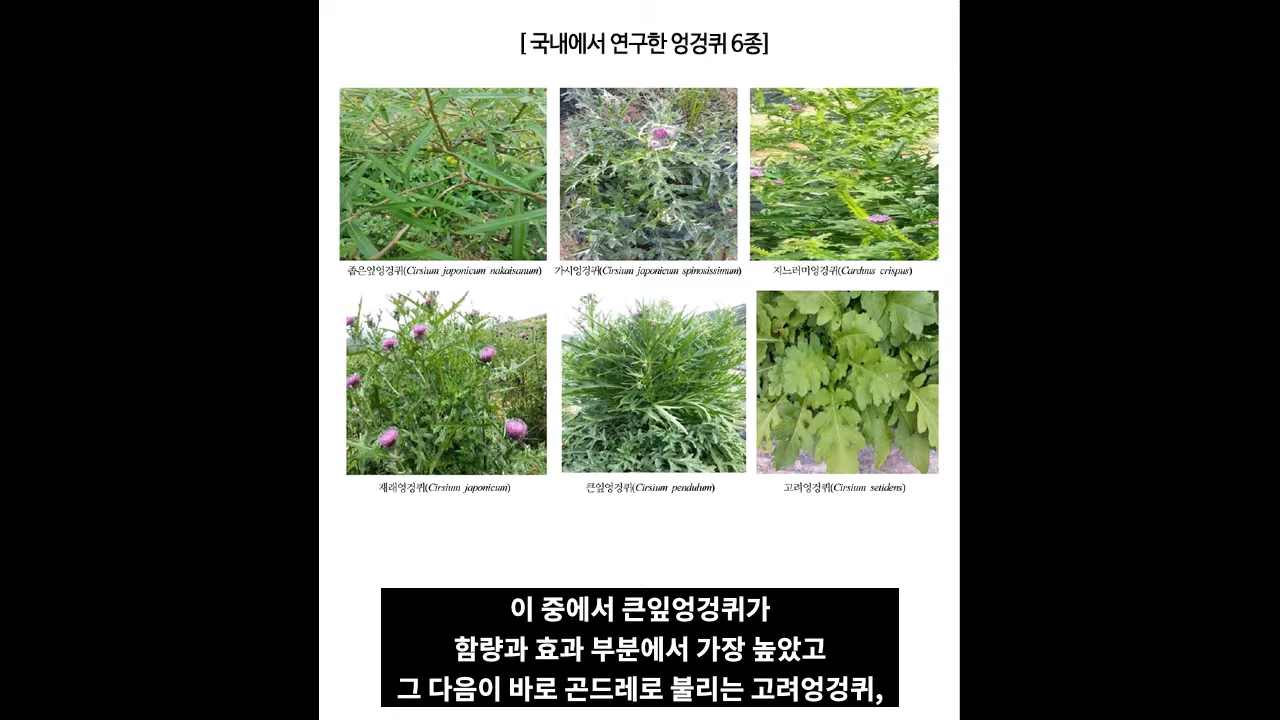 [ 국내에서 연구한 엉겅퀴 6종]
좁은잎엉겅퀴(Cirsium japonicum nakaisanum)
가시엉겅퀴(Cirsium japonicum spinosissimum)
지느러미엉겅퀴(Carduus crispus)
재래엉겅퀴(Cirsium japonicum)
큰잎엉겅퀴(Cirsium pendulum)
고려엉겅퀴(Cirsium setidens)
이 중에서 큰잎엉겅퀴가
함량과 효과 부분에서 가장 높았고
그 다음이 바로 곤드레로 불리는 고려엉겅퀴,